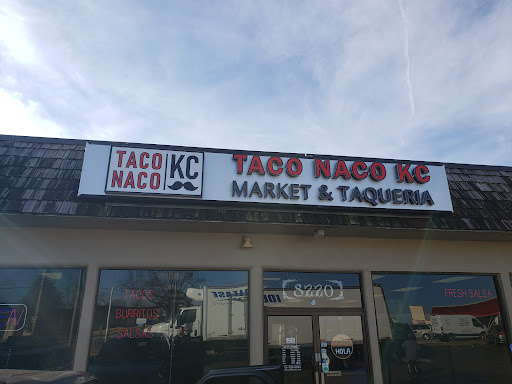 TACO
NACO
KC
TACO NACO KC
MARKET & TAQUERIA
8220
TACOS
BURRITOS
SALSAS
FRESH SALSA
HOLA